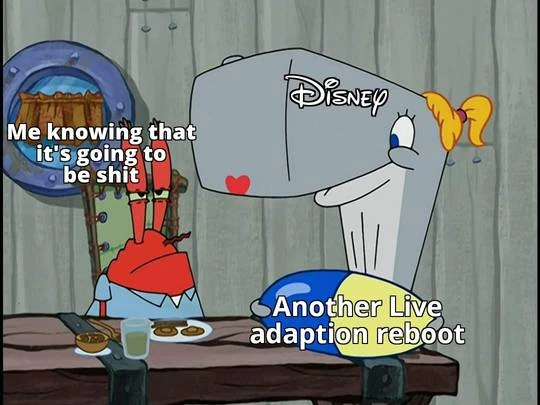 Disney
Me knowing that
it's going to
be shit
Another Live
adaption reboot